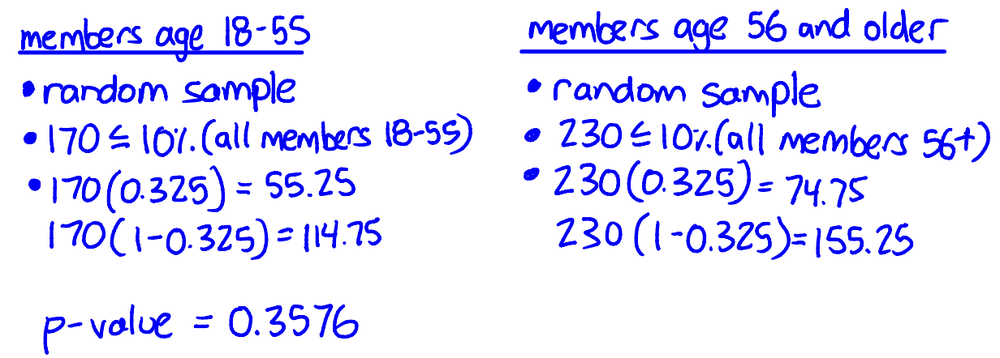 members age 18-55
• random sample
• 170 ≤ 10%.(all members 18-55)
• 170(0.325) = 55.25
170(1-0.325) = 114.75
members age 56 and older
• random sample
• 230 ≤ 10%.(all members 56+)
• 230(0.325) = 74.75
230(1-0.325) = 155.25
p-value = 0.3576